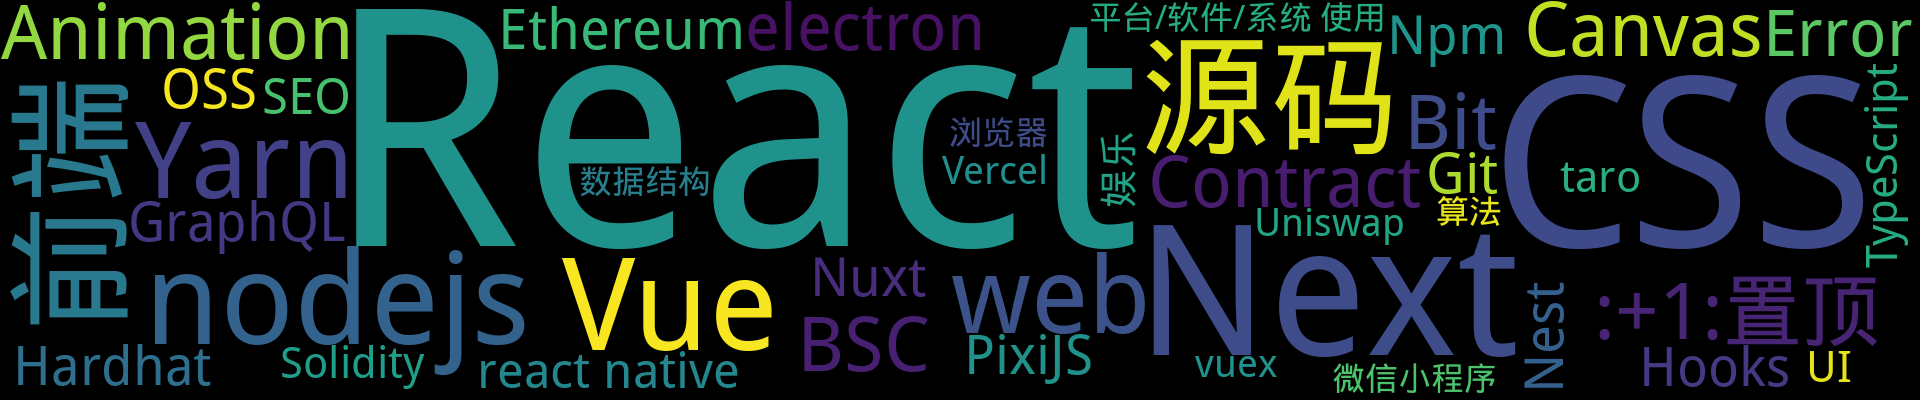 Animation
React
Ethereum
electron
平台/软件/系统 使用
Npm
Canvas
Error
OSS
SEO
源码
CSS
前端
Yarn
数据结构
浏览器
Vercel
娱乐
Contract
Bit
Git
taro
TypeScript
GraphQL
算法
Uniswap
nodejs
Vue
Nuxt
BSC
web
Next
Nest
:+1:置顶
Hardhat
Solidity
react native
PixiJS
vuex
微信小程序
Hooks
UI